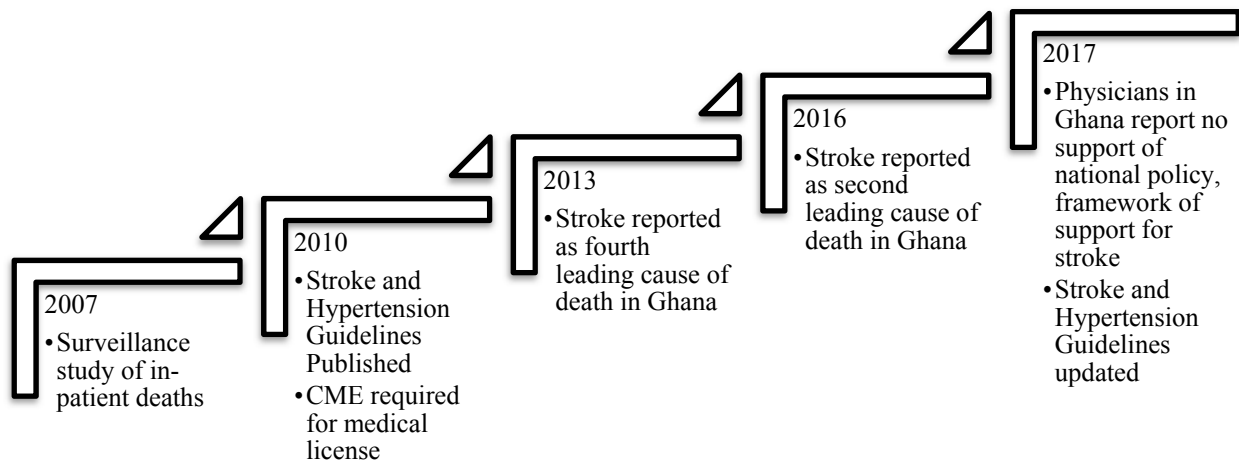 2007
•Surveillance
study of in-
patient deaths
2010
•Stroke and
Hypertension
Guidelines
Published
•CME required
for medical
license
2013
•Stroke reported
as fourth
leading cause of
death in Ghana
2016
•Stroke reported
as second
leading cause of
death in Ghana
2017
•Physicians in
Ghana report no
support of
national policy,
framework of
support for
stroke
•Stroke and
Hypertension
Guidelines
updated